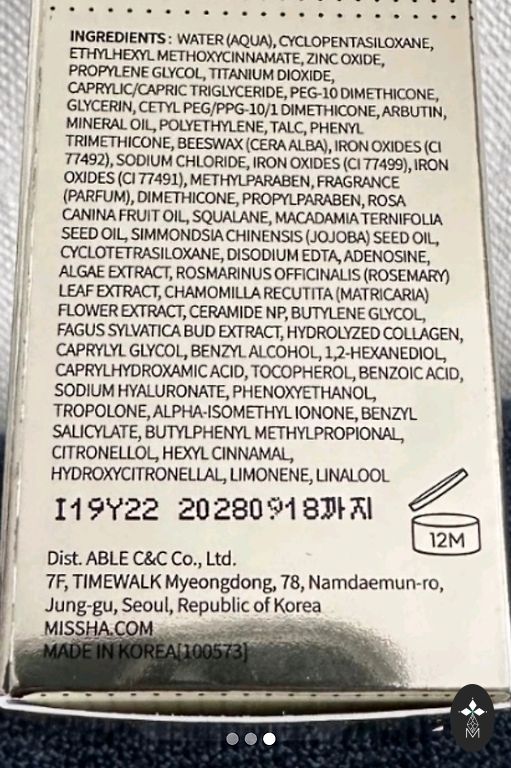 INGREDIENTS : WATER (AQUA), CYCLOPENTASILOXANE,
ETHYLHEXYL METHOXYCINNAMATE, ZINC OXIDE,
PROPYLENE GLYCOL, TITANIUM DIOXIDE,
CAPRYLIC/CAPRIC TRIGLYCERIDE, PEG-10 DIMETHICONE,
GLYCERIN, CETYL PEG/PPG-10/1 DIMETHICONE, ARBUTIN,
MINERAL OIL, POLYETHYLENE, TALC, PHENYL
TRIMETHICONE, BEESWAX (CERA ALBA), IRON OXIDES (CI
77492), SODIUM CHLORIDE, IRON OXIDES (CI 77499), IRON
OXIDES (CI 77491), METHYLPARABEN, FRAGRANCE
(PARFUM), DIMETHICONE, PROPYLPARABEN, ROSA
CANINA FRUIT OIL, SQUALANE, MACADAMIA TERNIFOLIA
SEED OIL, SIMMONDSIA CHINENSIS (JOJOBA) SEED OIL,
CYCLOTETRASILOXANE, DISODIUM EDTA, ADENOSINE,
ALGAE EXTRACT, ROSMARINUS OFFICINALIS (ROSEMARY)
LEAF EXTRACT, CHAMOMILLA RECUTITA (MATRICARIA)
FLOWER EXTRACT, CERAMIDE NP, BUTYLENE GLYCOL,
FAGUS SYLVATICA BUD EXTRACT, HYDROLYZED COLLAGEN,
CAPRYLYL GLYCOL, BENZYL ALCOHOL, 1,2-HEXANEDIOL,
CAPRYLHYDROXAMIC ACID, TOCOPHEROL, BENZOIC ACID,
SODIUM HYALURONATE, PHENOXYETHANOL,
TROPOLONE, ALPHA-ISOMETHYL IONONE, BENZYL
SALICYLATE, BUTYLPHENYL METHYLPROPIONAL,
CITRONELLOL, HEXYL CINNAMAL,
HYDROXYCITRONELLAL, LIMONENE, LINALOOL
I19Y22 20280918까지
12M
Dist. ABLE C&C Co., Ltd.
7F, TIMEWALK Myeongdong, 78, Namdaemun-ro,
Jung-gu, Seoul, Republic of Korea
MISSHA.COM
MADE IN KOREA[100573]
M